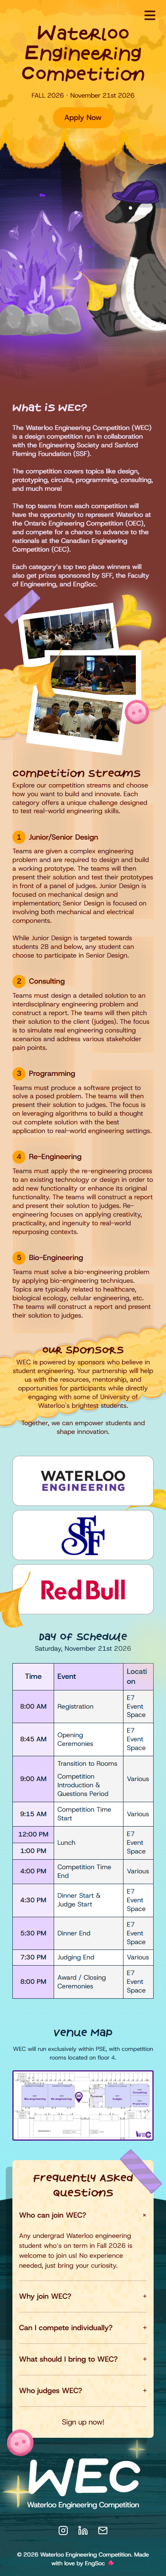 Waterloo
Engineering
Competition
FALL 2026 · November 21st 2026
Apply Now
What is WEC?
The Waterloo Engineering Competition (WEC)
is a design competition run in collaboration
with the Engineering Society and Sanford
Fleming Foundation (SSF).
The competition covers topics like design,
prototyping, circuits, programming, consulting,
and much more!
The top teams from each competition will
have the opportunity to represent Waterloo at
the Ontario Engineering Competition (OEC),
and compete for a chance to advance to the
nationals at the Canadian Engineering
Competition (CEC).
Each category's top two place winners will
also get prizes sponsored by SFF, the Faculty
of Engineering, and EngSoc.
Competition Streams
Explore our competition streams and choose
how you want to build and innovate. Each
category offers a unique challenge designed
to test real-world engineering skills.
1 Junior/Senior Design
Teams are given a complex engineering
problem and are required to design and build
a working prototype. The teams will then
present their solution and test their prototypes
in front of a panel of judges. Junior Design is
focused on mechanical design and
implementation; Senior Design is focused on
involving both mechanical and electrical
components.
While Junior Design is targeted towards
students 2B and below, any student can
choose to participate in Senior Design.
2 Consulting
Teams must design a detailed solution to an
interdisciplinary engineering problem and
construct a report. The teams will then pitch
their solution to the client (judges). The focus
is to simulate real engineering consulting
scenarios and address various stakeholder
pain points.
3 Programming
Teams must produce a software project to
solve a posed problem. The teams will then
present their solution to judges. The focus is
on leveraging algorithms to build a thought
out complete solution with the best
application to real-world engineering settings.
4 Re-Engineering
Teams must apply the re-engineering process
to an existing technology or design in order to
add new functionality or enhance its original
functionality. The teams will construct a report
and present their solution to judges. Re-
engineering focuses on applying creativity,
practicality, and ingenuity to real-world
repurposing contexts.
5 Bio-Engineering
Teams must solve a bio-engineering problem
by applying bio-engineering techniques.
Topics are typically related to healthcare,
biological ecology, cellular engineering, etc.
The teams will construct a report and present
their solution to judges.
Our Sponsors
WEC is powered by sponsors who believe in
student engineering. Your partnership will help
us with the resources, mentorship, and
opportunities for participants while directly
engaging with some of University of
Waterloo's brightest students.
Together, we can empower students and
shape innovation.
WATERLOO
ENGINEERING
SFF
Red Bull
Day of Schedule
Saturday, November 21st 2026
Time Event Locati
on
8:00 AM Registration E7
Event
Space
8:45 AM Opening
Ceremonies E7
Event
Space
9:00 AM Transition to Rooms
Competition
Introduction &
Questions Period Various
9:15 AM Competition Time
Start Various
12:00 PM
1:00 PM Lunch E7
Event
Space
4:00 PM Competition Time
End Various
4:30 PM Dinner Start &
Judge Start E7
Event
Space
5:30 PM Dinner End E7
Event
Space
7:30 PM Judging End Various
8:00 PM Award / Closing
Ceremonies E7
Event
Space
Venue Map
WEC will run exclusively within PSE, with competition
rooms located on floor 4.
WEC
Frequently Asked
Questions
Who can join WEC? ×
Any undergrad Waterloo engineering
student who's on term in Fall 2026 is
welcome to join us! No experience
needed, just bring your curiosity.
Why join WEC? +
Can I compete individually? +
What should I bring to WEC? +
Who judges WEC? +
Sign up now!
WEC
Waterloo Engineering Competition
© 2026 Waterloo Engineering Competition. Made
with love by EngSoc